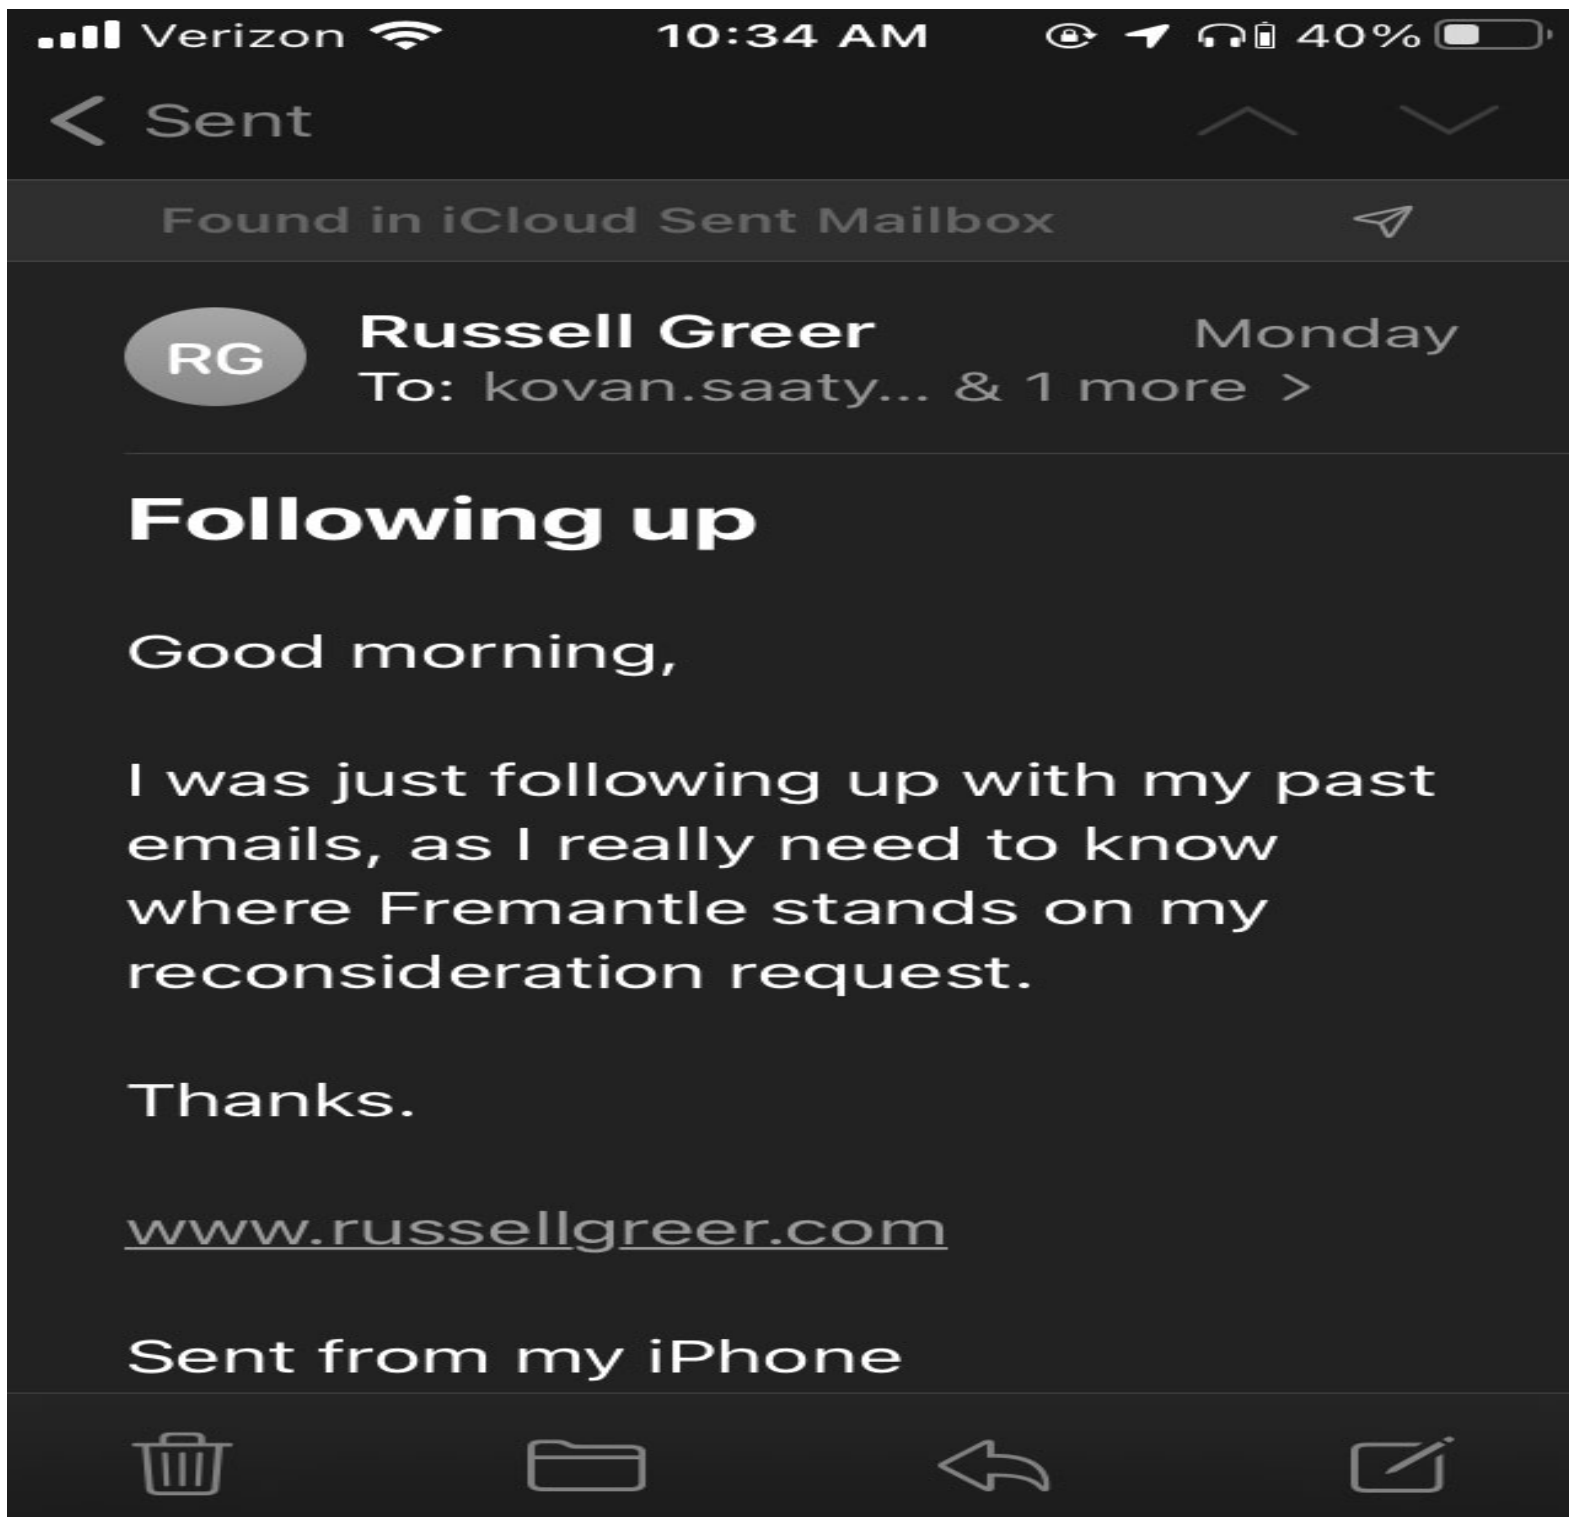 Verizon 10:34 AM 40%
Sent
Found in iCloud Sent Mailbox
RG Russell Greer Monday
To: kovan.saaty... & 1 more >
Following up
Good morning,
I was just following up with my past
emails, as I really need to know
where Fremantle stands on my
reconsideration request.
Thanks.
www.russellgreer.com
Sent from my iPhone